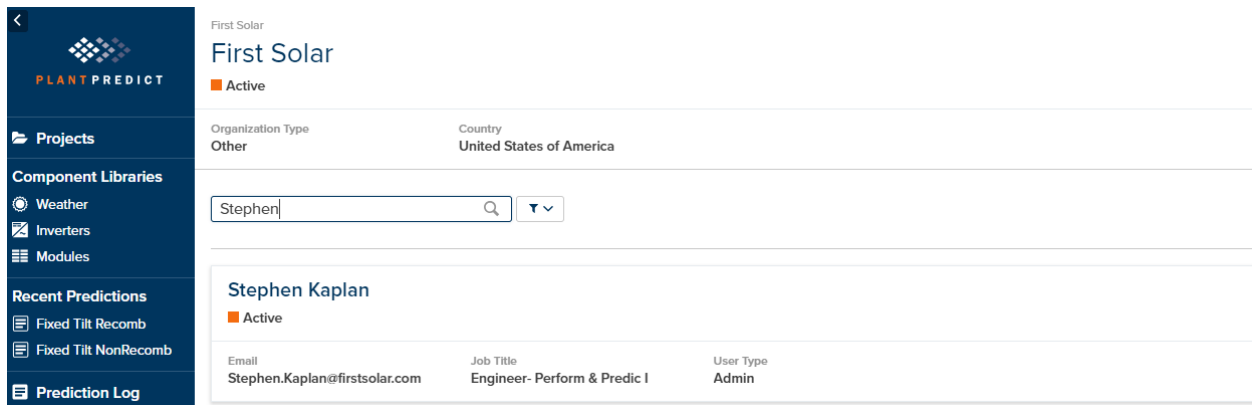 PLANTPREDICT
Projects
Component Libraries
Weather
Inverters
Modules
Recent Predictions
Fixed Tilt Recomb
Fixed Tilt NonRecomb
Prediction Log
First Solar
First Solar
Active
Organization Type Country
Other United States of America
Stephen
Stephen Kaplan
Active
Email Job Title User Type
Stephen.Kaplan@firstsolar.com Engineer- Perform & Predic I Admin